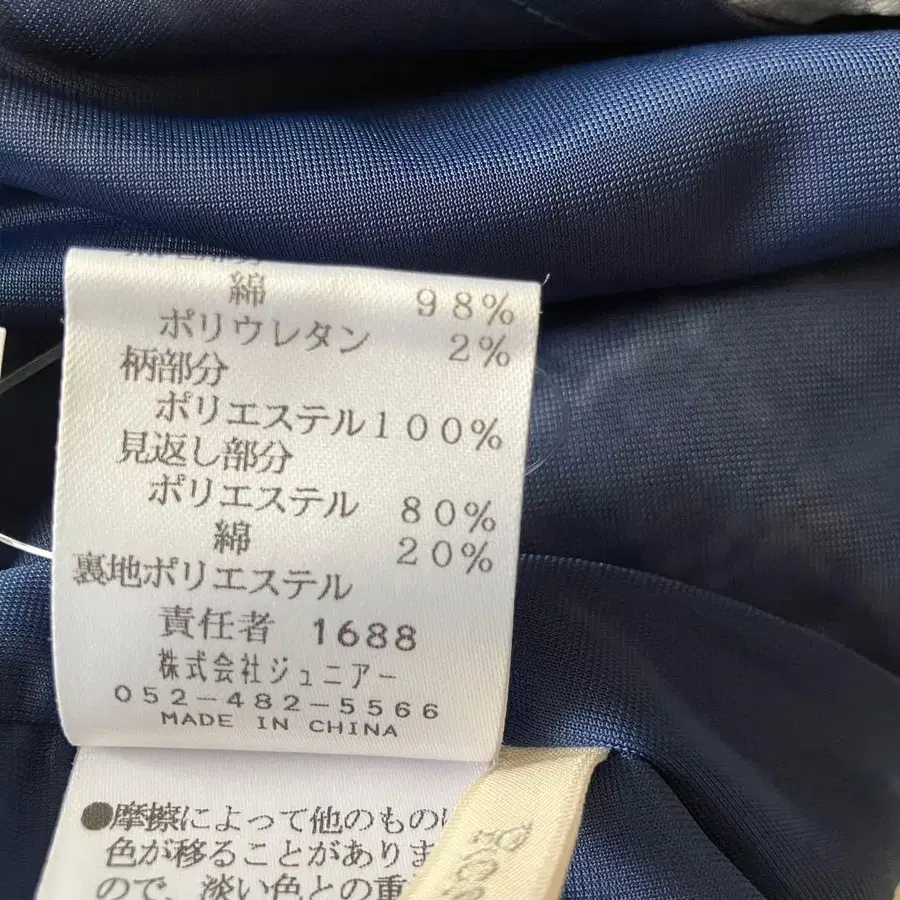 綿 98%
ポリウレタン 2%
柄部分
ポリエステル100%
見返し部分
ポリエステル 80%
綿 20%
裏地ポリエステル
責任者 1688
株式会社ジュニアー
052-482-5566
MADE IN CHINA
●摩擦によって他のもの
色が移ることがありま
ので、淡い色との重